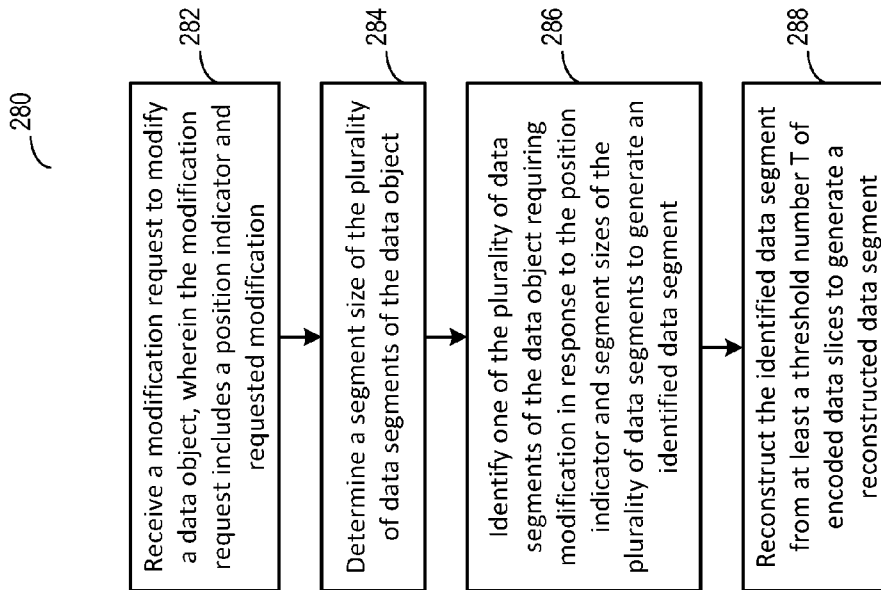 280
282
Receive a modification request to modify
a data object, wherein the modification
request includes a position indicator and
requested modification
284
Determine a segment size of the plurality
of data segments of the data object
286
Identify one of the plurality of data
segments of the data object requiring
modification in response to the position
indicator and segment sizes of the
plurality of data segments to generate an
identified data segment
288
Reconstruct the identified data segment
from at least a threshold number T of
encoded data slices to generate a
reconstructed data segment